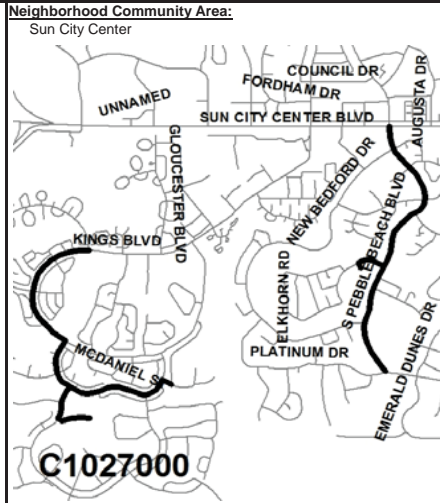 Neighborhood Community Area:
Sun City Center
COUNCIL DR
FORDHAM DR
UNNAMED
AUGUSTA DR
SUN CITY CENTER BLVD
GLOUCESTER BLVD
NEW BEDFORD DR
S PEBBLE BEACH BLVD
KINGS BLVD
ELKHORN RD
MCDANIEL S
PLATINUM DR
EMERALD DUNES DR
C1027000